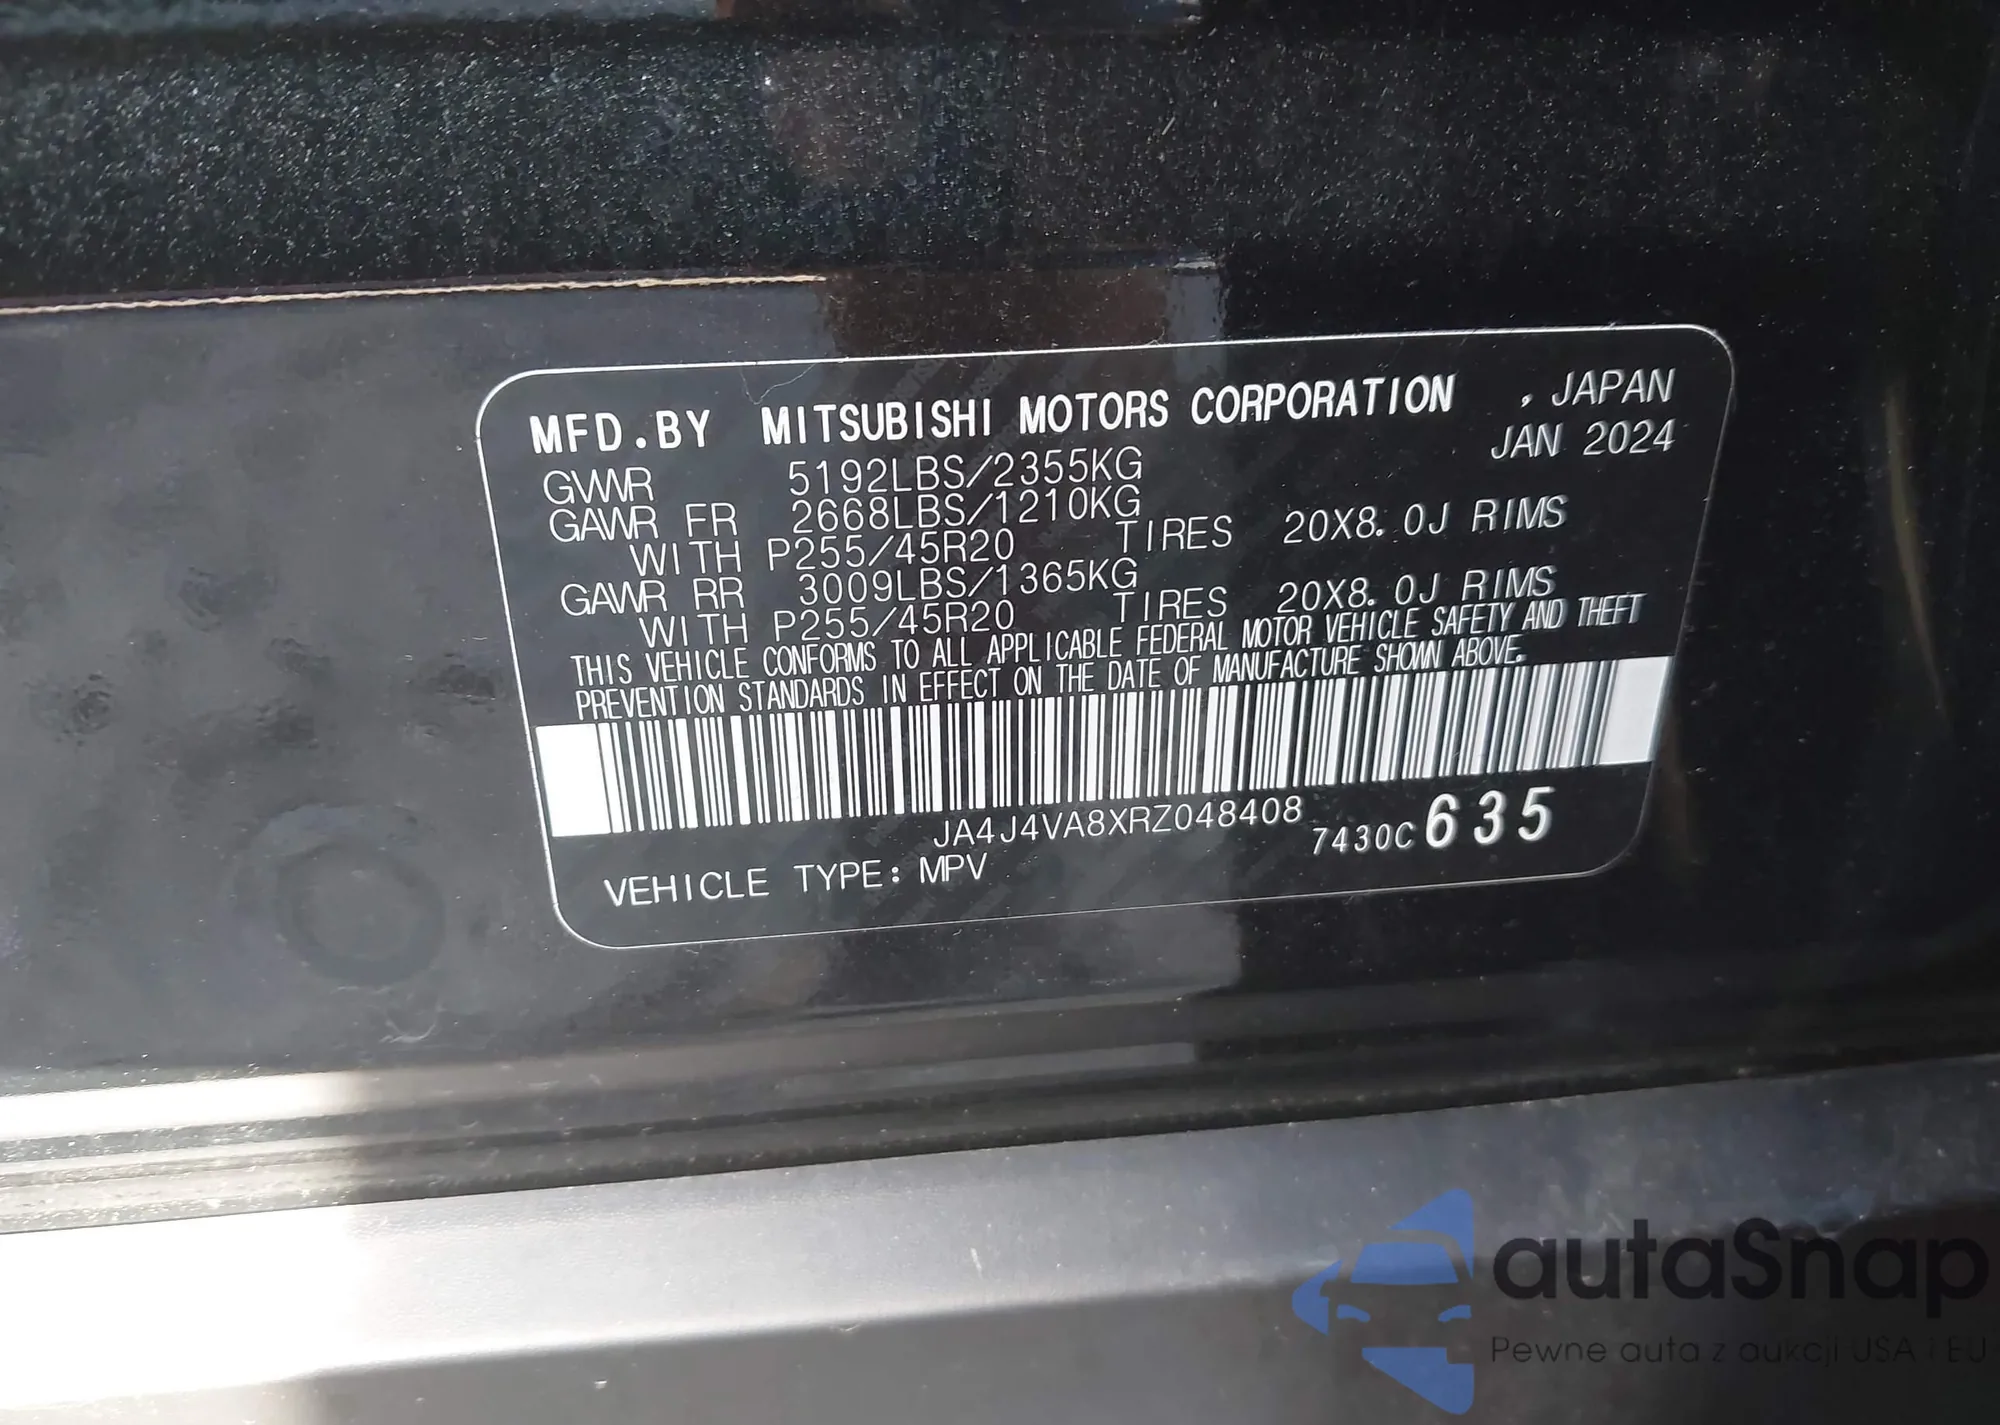 MFD.BY MITSUBISHI MOTORS CORPORATION , JAPAN
JAN 2024
GVWR 5192LBS/2355KG
GAWR FR 2668LBS/1210KG
WITH P255/45R20 TIRES 20X8.0J RIMS
GAWR RR 3009LBS/1365KG
WITH P255/45R20 TIRES 20X8.0J RIMS
THIS VEHICLE CONFORMS TO ALL APPLICABLE FEDERAL MOTOR VEHICLE SAFETY AND THEFT
PREVENTION STANDARDS IN EFFECT ON THE DATE OF MANUFACTURE SHOWN ABOVE.
JA4J4VA8XRZ048408 7430C 635
VEHICLE TYPE: MPV
autaSnap
Pewne auta z aukcji USA i EU